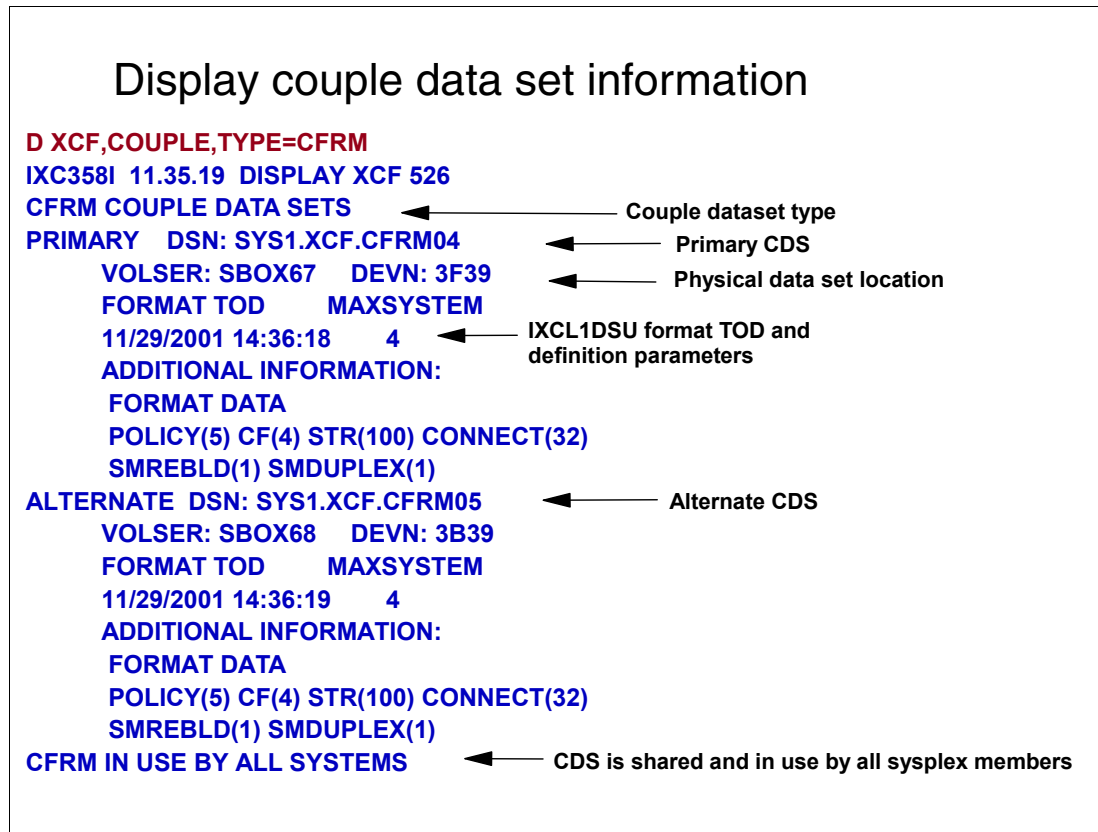 Display couple data set information
D XCF,COUPLE,TYPE=CFRM
IXC358I 11.35.19 DISPLAY XCF 526
CFRM COUPLE DATA SETS
Couple dataset type
PRIMARY DSN: SYS1.XCF.CFRM04
Primary CDS
VOLSER: SBOX67 DEVN: 3F39
Physical data set location
FORMAT TOD MAXSYSTEM
11/29/2001 14:36:18 4
IXCL1DSU format TOD and
definition parameters
ADDITIONAL INFORMATION:
FORMAT DATA
POLICY(5) CF(4) STR(100) CONNECT(32)
SMREBLD(1) SMDUPLEX(1)
ALTERNATE DSN: SYS1.XCF.CFRM05
Alternate CDS
VOLSER: SBOX68 DEVN: 3B39
FORMAT TOD MAXSYSTEM
11/29/2001 14:36:19 4
ADDITIONAL INFORMATION:
FORMAT DATA
POLICY(5) CF(4) STR(100) CONNECT(32)
SMREBLD(1) SMDUPLEX(1)
CFRM IN USE BY ALL SYSTEMS
CDS is shared and in use by all sysplex members